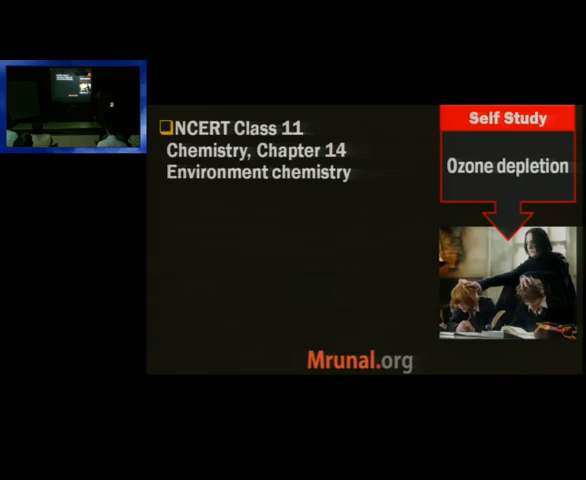 NCERT Class 11
Chemistry, Chapter 14
Environment chemistry
Self Study
Ozone depletion
Mrunal.org